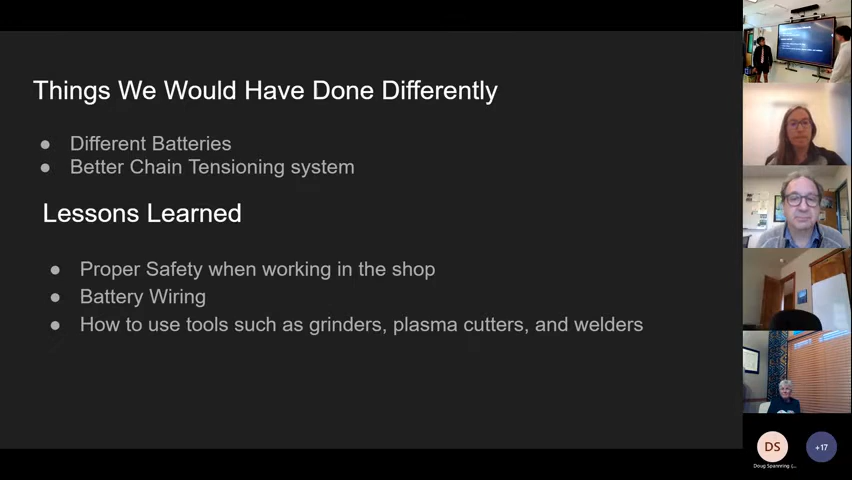 Things We Would Have Done Differently
● Different Batteries
● Better Chain Tensioning system
Lessons Learned
● Proper Safety when working in the shop
● Battery Wiring
● How to use tools such as grinders, plasma cutters, and welders
DS
+17